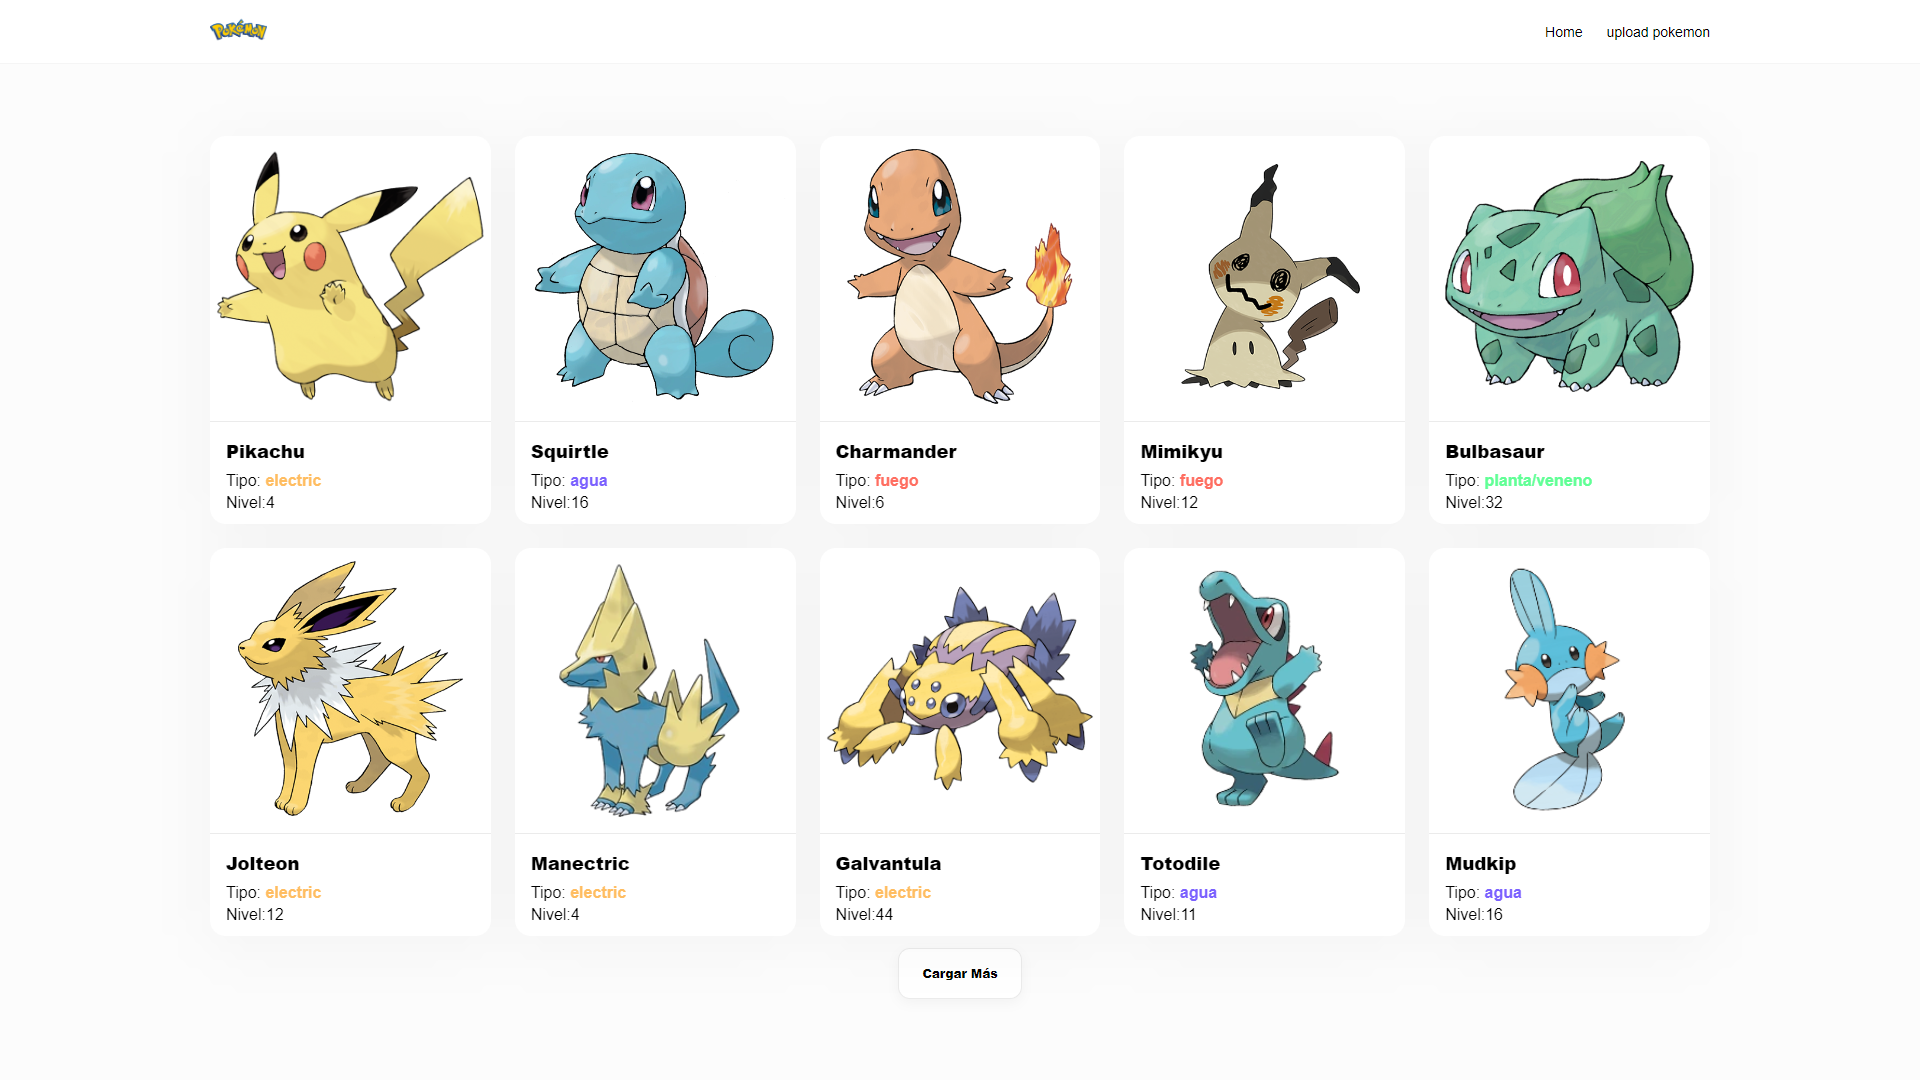 Pokémon
Home
upload pokemon
Pikachu
Tipo: electric
Nivel:4
Squirtle
Tipo: agua
Nivel:16
Charmander
Tipo: fuego
Nivel:6
Mimikyu
Tipo: fuego
Nivel:12
Bulbasaur
Tipo: planta/veneno
Nivel:32
Jolteon
Tipo: electric
Nivel:12
Manectric
Tipo: electric
Nivel:4
Galvantula
Tipo: electric
Nivel:44
Totodile
Tipo: agua
Nivel:11
Mudkip
Tipo: agua
Nivel:16
Cargar Más